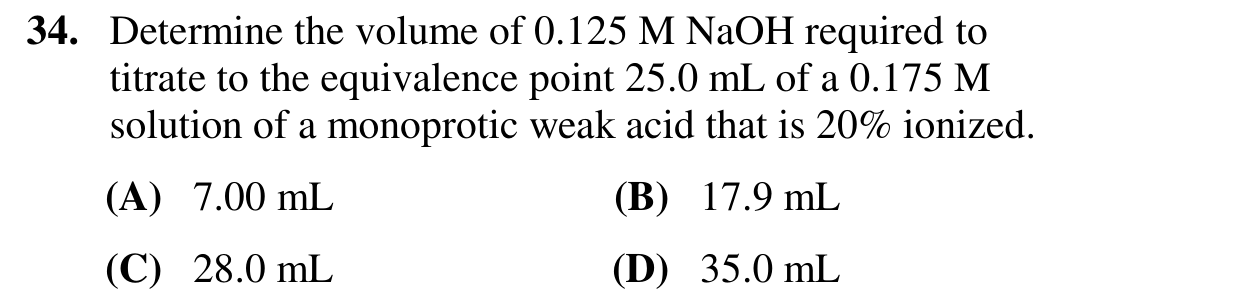 34. Determine the volume of 0.125 M NaOH required to
titrate to the equivalence point 25.0 mL of a 0.175 M
solution of a monoprotic weak acid that is 20% ionized.
(A) 7.00 mL (B) 17.9 mL
(C) 28.0 mL (D) 35.0 mL